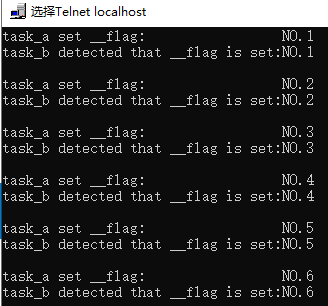 选择Telnet localhost
task_a set __flag: NO.1
task_b detected that __flag is set:NO.1
task_a set __flag: NO.2
task_b detected that __flag is set:NO.2
task_a set __flag: NO.3
task_b detected that __flag is set:NO.3
task_a set __flag: NO.4
task_b detected that __flag is set:NO.4
task_a set __flag: NO.5
task_b detected that __flag is set:NO.5
task_a set __flag: NO.6
task_b detected that __flag is set:NO.6